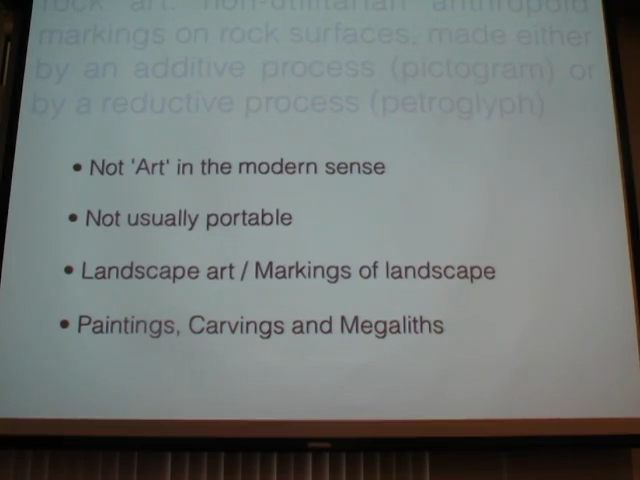 rock art: non-utilitarian anthropoid
markings on rock surfaces, made either
by an additive process (pictogram) or
by a reductive process (petroglyph)
• Not 'Art' in the modern sense
• Not usually portable
• Landscape art / Markings of landscape
• Paintings, Carvings and Megaliths